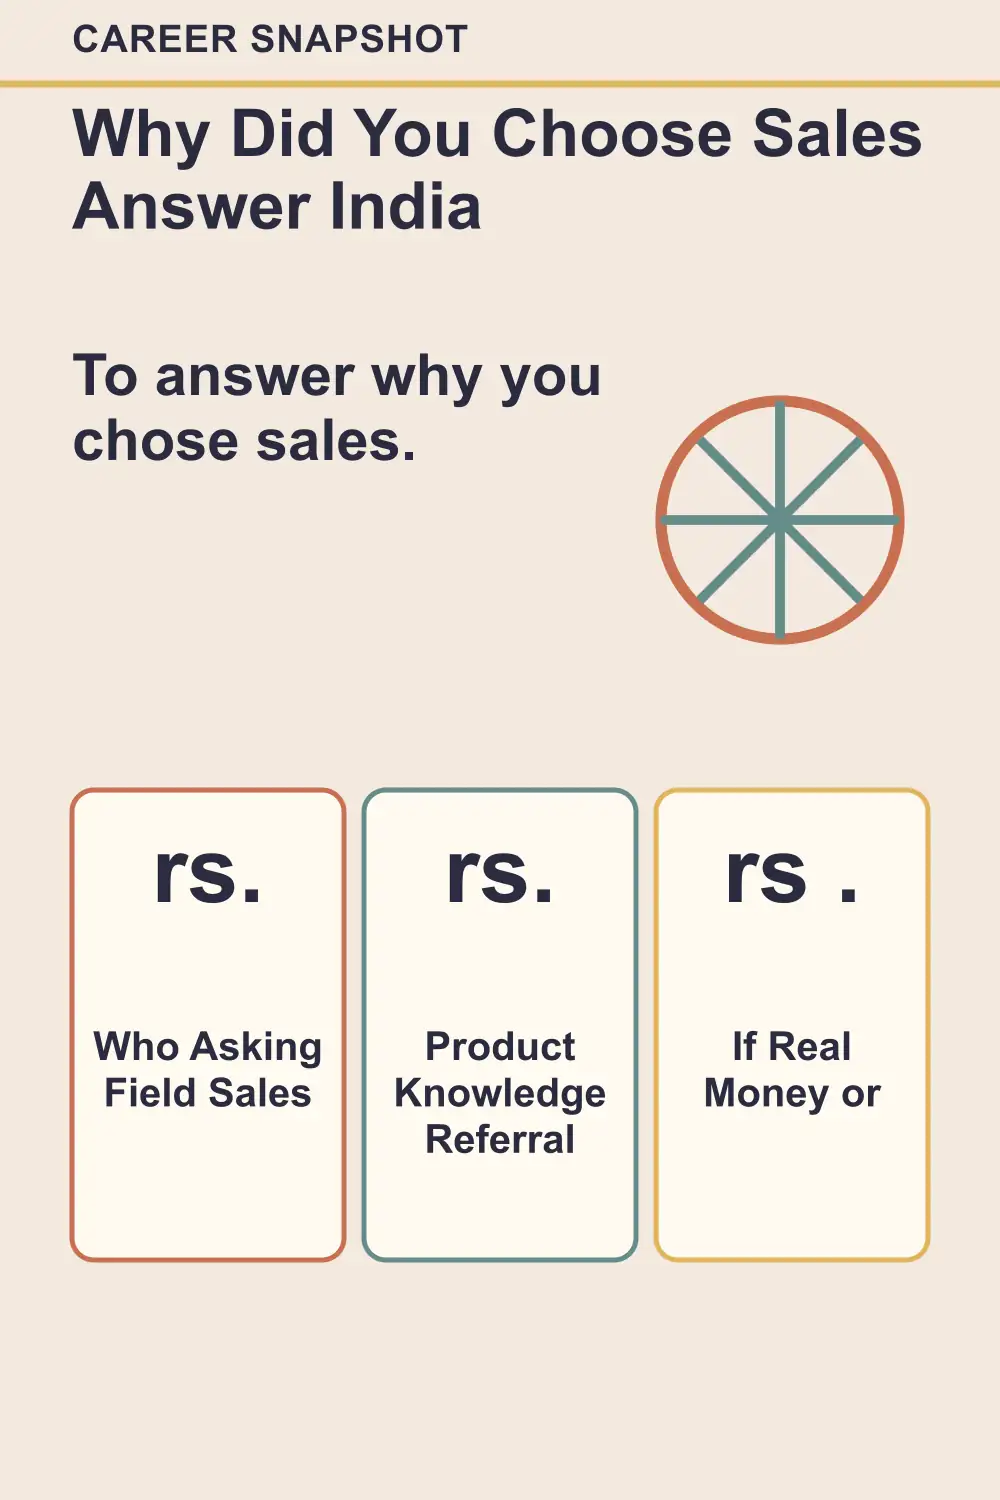 CAREER SNAPSHOT
Why Did You Choose Sales
Answer India
To answer why you
chose sales.
rs.
Who Asking
Field Sales
rs.
Product
Knowledge
Referral
rs .
If Real
Money or